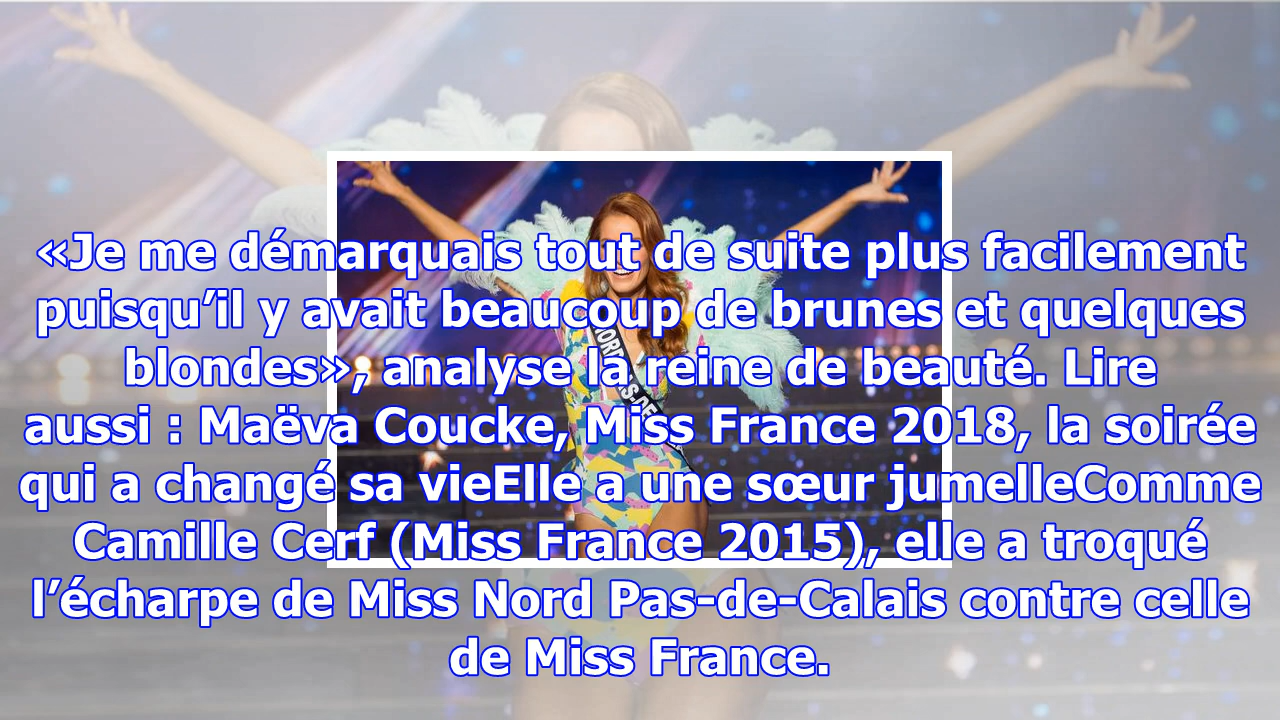 «Je me démarquais tout de suite plus facilement
puisqu’il y avait beaucoup de brunes et quelques
blondes», analyse la reine de beauté. Lire
aussi : Maëva Coucke, Miss France 2018, la soirée
qui a changé sa vieElle a une sœur jumelleComme
Camille Cerf (Miss France 2015), elle a troqué
l’écharpe de Miss Nord Pas-de-Calais contre celle
de Miss France.